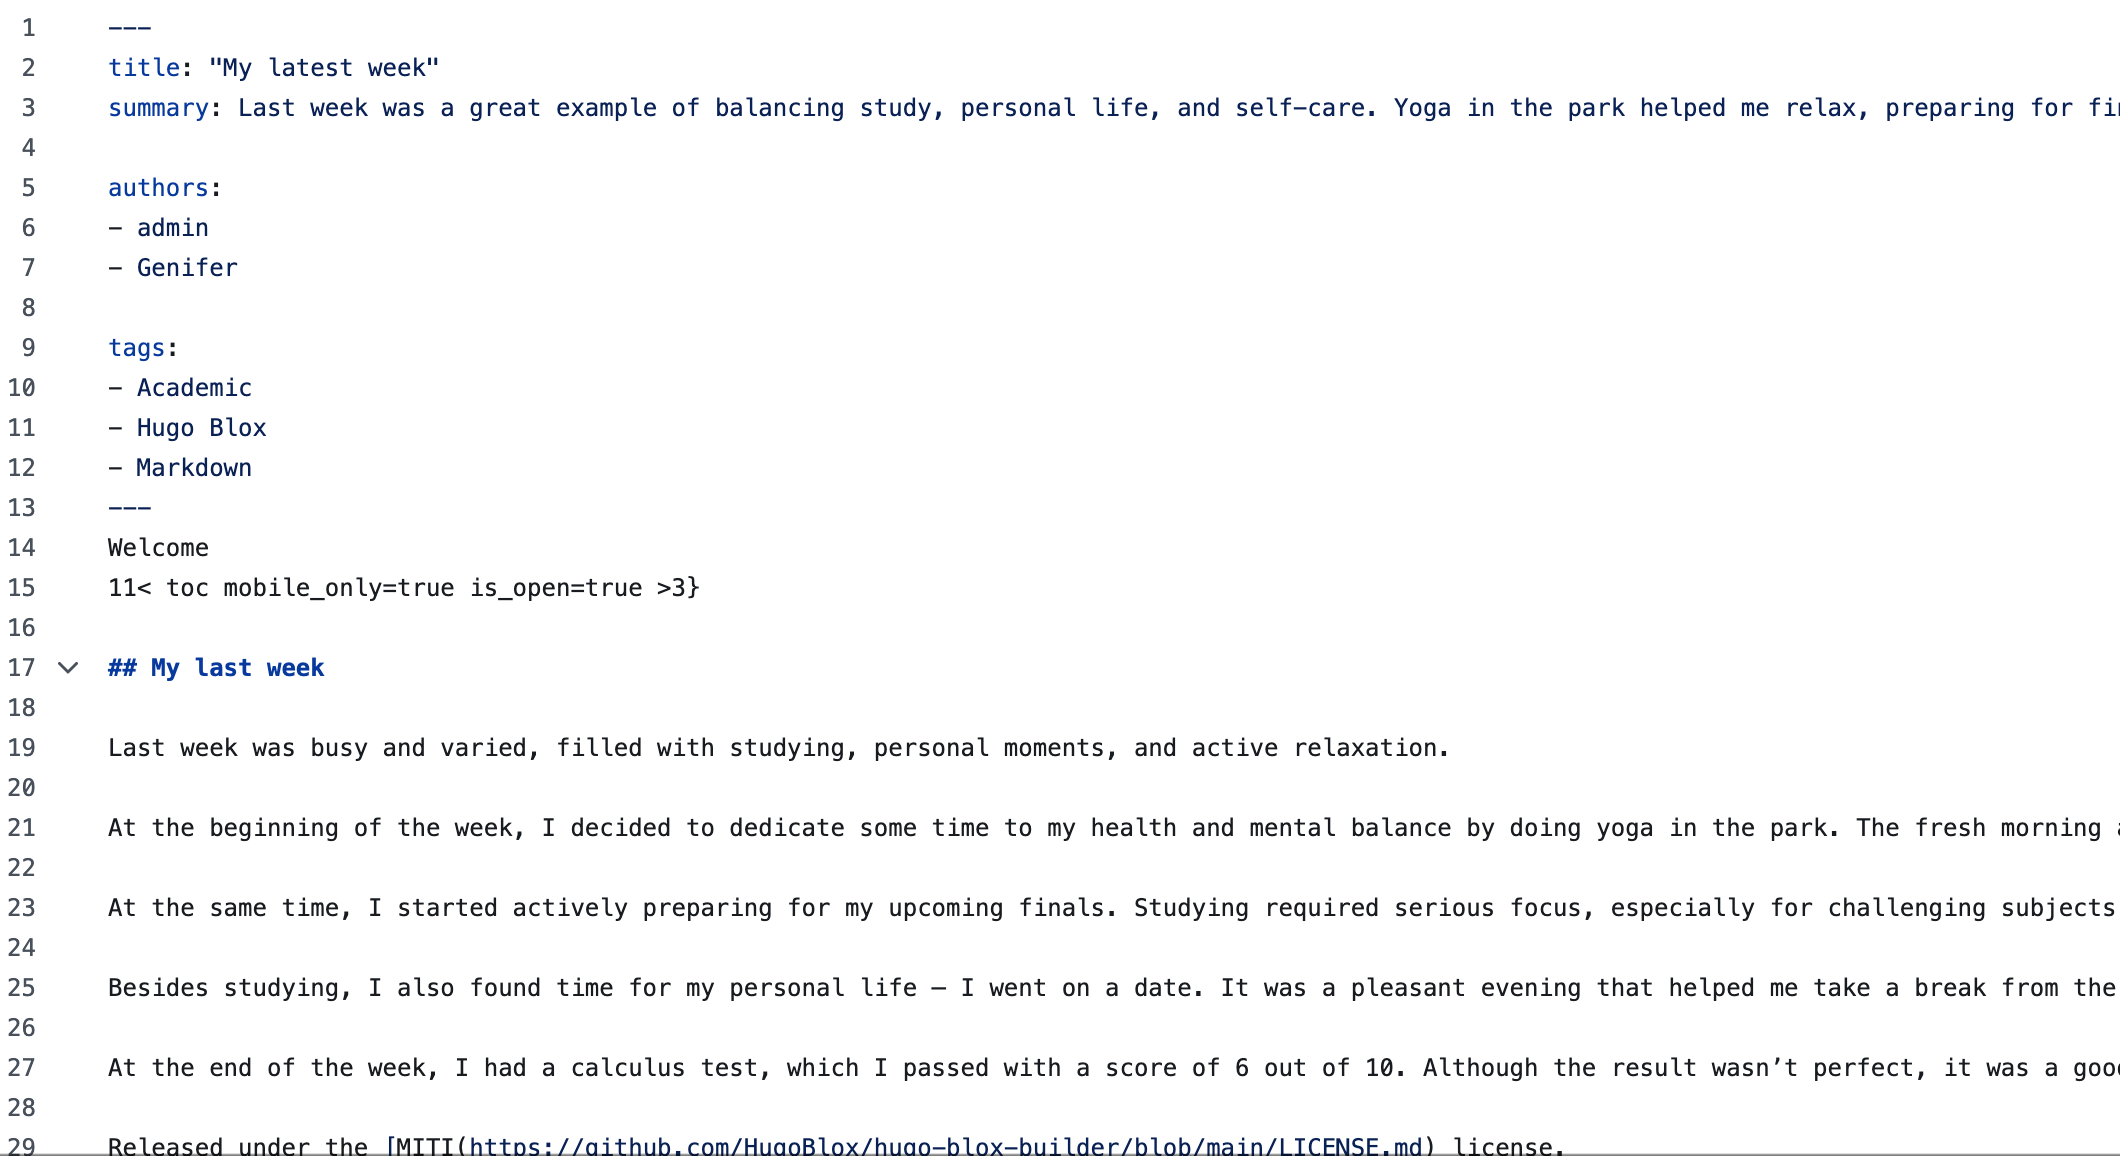 1 ---
2 title: "My latest week"
3 summary: Last week was a great example of balancing study, personal life, and self-care. Yoga in the park helped me relax, preparing for
4
5 authors:
6 - admin
7 - Genifer
8
9 tags:
10 - Academic
11 - Hugo Blox
12 - Markdown
13 ---
14 Welcome
15 11< toc mobile_only=true is_open=true >3}
16
17 ## My last week
18
19 Last week was busy and varied, filled with studying, personal moments, and active relaxation.
20
21 At the beginning of the week, I decided to dedicate some time to my health and mental balance by doing yoga in the park. The fresh morning
22
23 At the same time, I started actively preparing for my upcoming finals. Studying required serious focus, especially for challenging subjects
24
25 Besides studying, I also found time for my personal life — I went on a date. It was a pleasant evening that helped me take a break from the
26
27 At the end of the week, I had a calculus test, which I passed with a score of 6 out of 10. Although the result wasn’t perfect, it was a
28
29 Released under the [MITI(https://github.com/HugoBlox/hugo-blox-builder/blob/main/LICENSE.md) license.